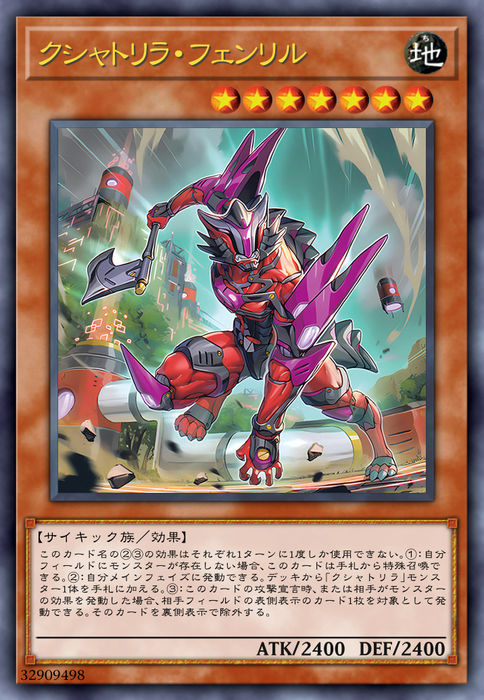 クシャトリラ・フェンリル
ち
地
【サイキック族／効果】
このカード名の②③の効果はそれぞれ1ターンに1度しか使用できない。①：自分
フィールドにモンスターが存在しない場合、このカードは手札から特殊召喚で
きる。②：自分メインフェイズに発動できる。デッキから「クシャトリラ」モンス
ター1体を手札に加える。③：このカードの攻撃宣言時、または相手がモンスター
の効果を発動した場合、相手フィールドの表側表示のカード1枚を対象として発
動できる。そのカードを裏側表示で除外する。
ATK/2400 DEF/2400
32909498